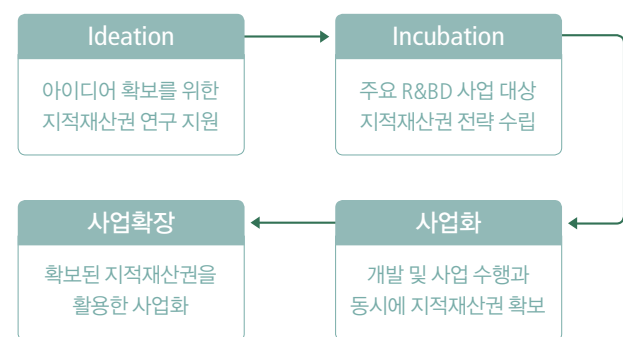 Ideation
아이디어 확보를 위한
지적재산권 연구 지원
Incubation
주요 R&BD 사업 대상
지적재산권 전략 수립
사업화
개발 및 사업 수행과
동시에 지적재산권 확보
사업확장
확보된 지적재산권을
활용한 사업화